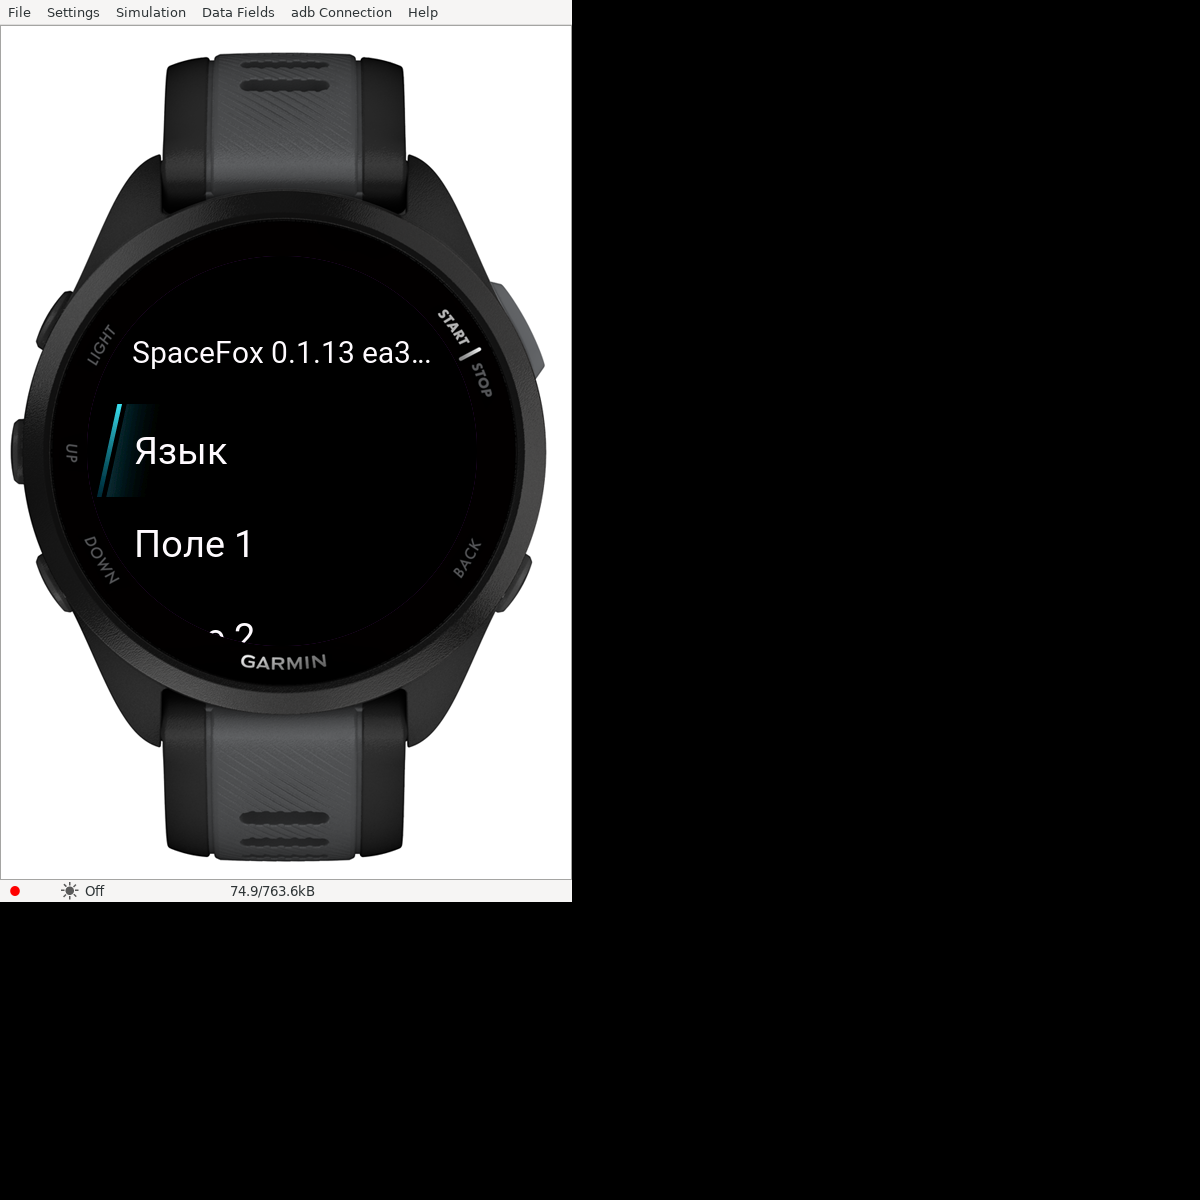 File Settings Simulation Data Fields adb Connection Help
SpaceFox 0.1.13 ea3...
START
STOP
LIGHT
Язык
UP
Поле 1
DOWN
BACK
2
GARMIN
Off 74.9/763.6kB